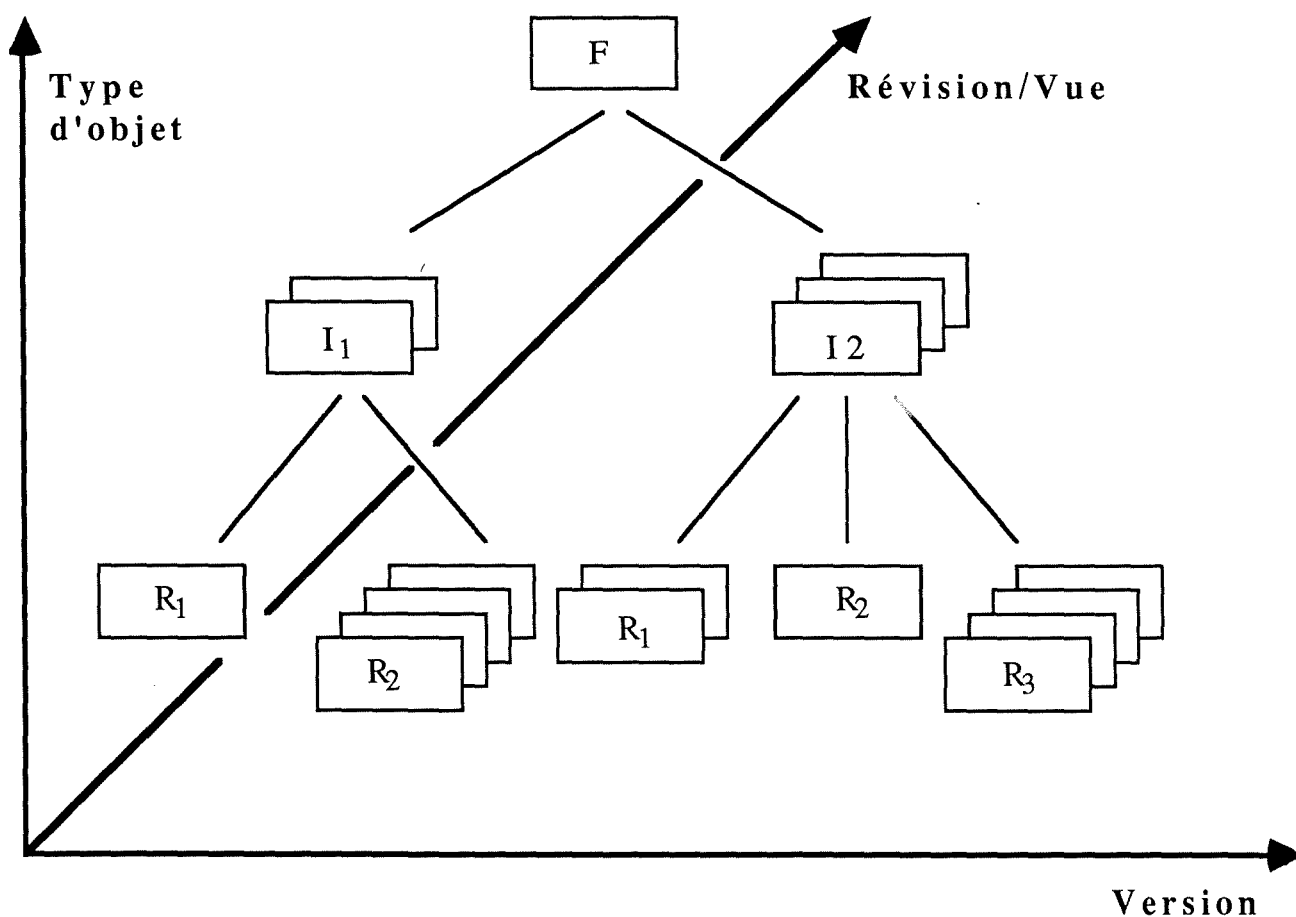 F
Type
d'objet
Révision/Vue
I1
I 2
R1
R2
R1
R2
R3
Version